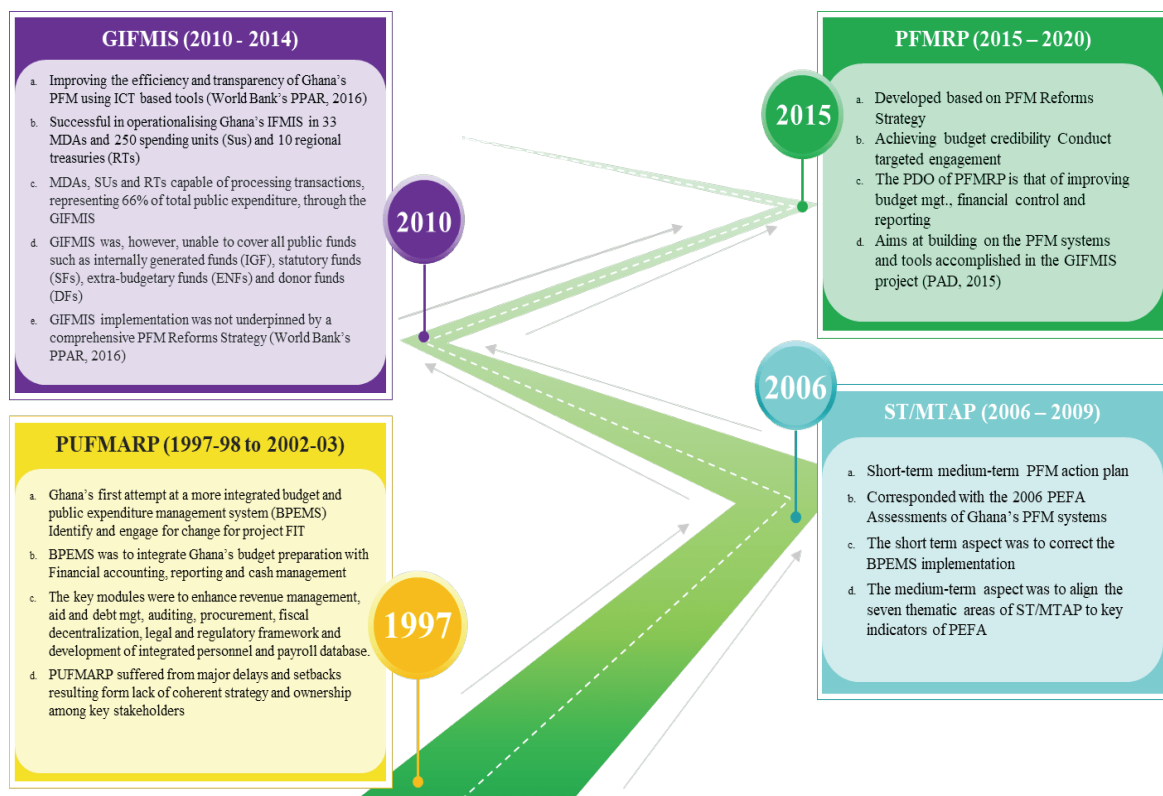 GIFMIS (2010 - 2014)
a. Improving the efficiency and transparency of Ghana's
PFM using ICT based tools (World Bank's PPAR, 2016)
b. Successful in operationalising Ghana's IFMIS in 33
MDAs and 250 spending units (Sus) and 10 regional
treasuries (RTs)
c. MDAs, SUs and RTs capable of processing transactions,
representing 66% of total public expenditure, through the
GIFMIS
d. GIFMIS was, however, unable to cover all public funds
such as internally generated funds (IGF), statutory funds
(SFs), extra-budgetary funds (ENFs) and donor funds
(DFs)
e. GIFMIS implementation was not underpinned by a
comprehensive PFM Reforms Strategy (World Bank's
PPAR, 2016)
2010
PFMRP (2015 – 2020)
a. Developed based on PFM Reforms
Strategy
b. Achieving budget credibility Conduct
targeted engagement
c. The PDO of PFMRP is that of improving
budget mgt., financial control and
reporting
d. Aims at building on the PFM systems
and tools accomplished in the GIFMIS
project (PAD, 2015)
2015
PUFMARP (1997-98 to 2002-03)
a. Ghana's first attempt at a more integrated budget and
public expenditure management system (BPEMS)
Identify and engage for change for project FIT
b. BPEMS was to integrate Ghana's budget preparation with
Financial accounting, reporting and cash management
c. The key modules were to enhance revenue management,
aid and debt mgt, auditing, procurement, fiscal
decentralization, legal and regulatory framework and
development of integrated personnel and payroll database.
d. PUFMARP suffered from major delays and setbacks
resulting form lack of coherent strategy and ownership
among key stakeholders
1997
2006
ST/MTAP (2006 – 2009)
a. Short-term medium-term PFM action plan
b. Corresponded with the 2006 PEFA
Assessments of Ghana's PFM systems
c. The short term aspect was to correct the
BPEMS implementation
d. The medium-term aspect was to align the
seven thematic areas of ST/MTAP to key
indicators of PEFA